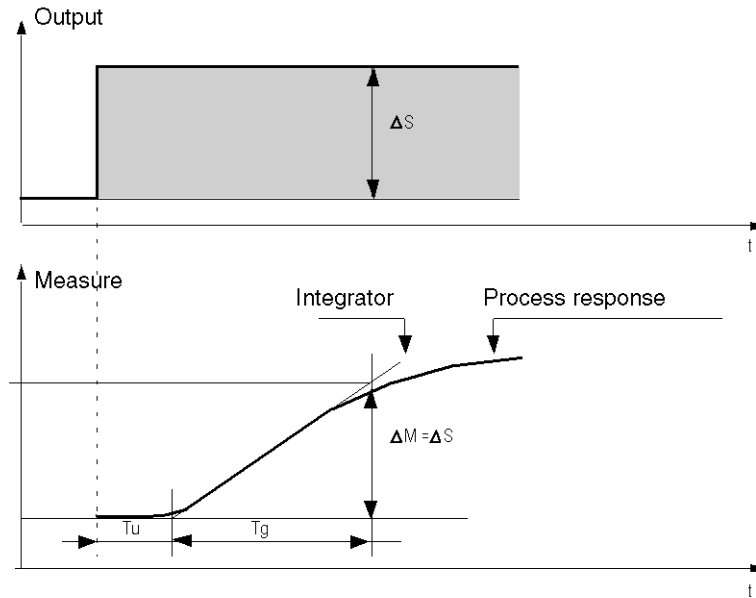 Output
ΔS
t
Measure
Integrator Process response
ΔM =ΔS
Tu Tg
t